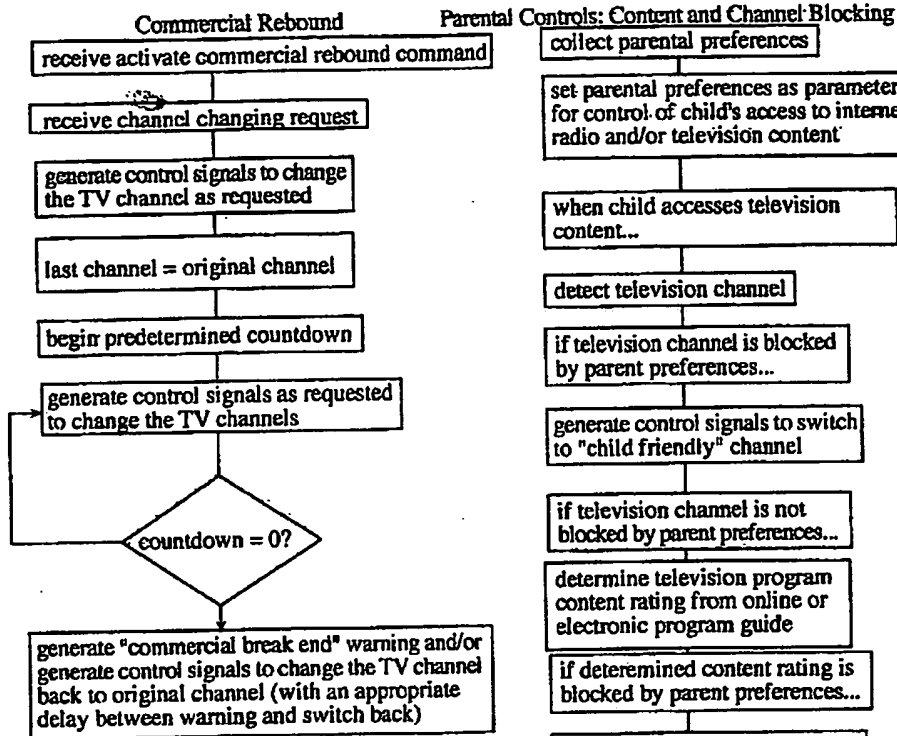 Commercial Rebound
receive activate commercial rebound command
receive channel changing request
generate control signals to change
the TV channel as requested
last channel = original channel
begin predetermined countdown
generate control signals as requested
to change the TV channels
countdown = 0?
generate "commercial break end" warning and/or
generate control signals to change the TV channel
back to original channel (with an appropriate
delay between warning and switch back)
Parental Controls: Content and Channel Blocking
collect parental preferences
set parental preferences as parameter
for control of child's access to interne
radio and/or television content
when child accesses television
content...
detect television channel
if television channel is blocked
by parent preferences...
generate control signals to switch
to "child friendly" channel
if television channel is not
blocked by parent preferences...
determine television program
content rating from online or
electronic program guide
if deteremined content rating is
blocked by parent preferences...